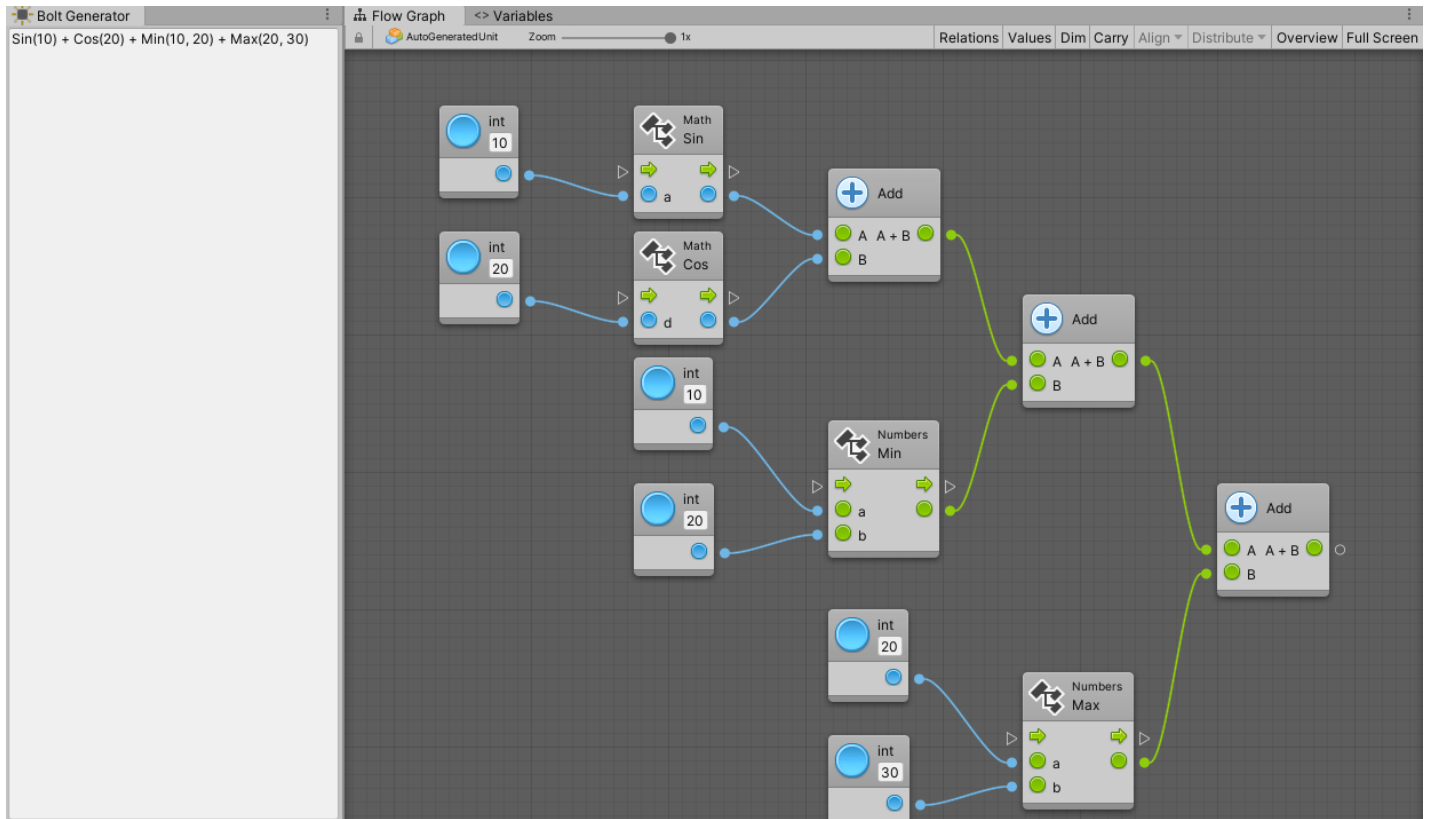 Bolt Generator
Sin(10) + Cos(20) + Min(10, 20) + Max(20, 30)
Flow Graph
<> Variables
AutoGeneratedUnit
Zoom
1x
Relations
Values
Dim
Carry
Align
Distribute
Overview
Full Screen
int
10
Math
Sin
a
int
20
Math
Cos
d
Add
A A + B
B
int
10
int
20
Numbers
Min
a
b
Add
A A + B
B
int
20
int
30
Numbers
Max
a
b
Add
A A + B
B